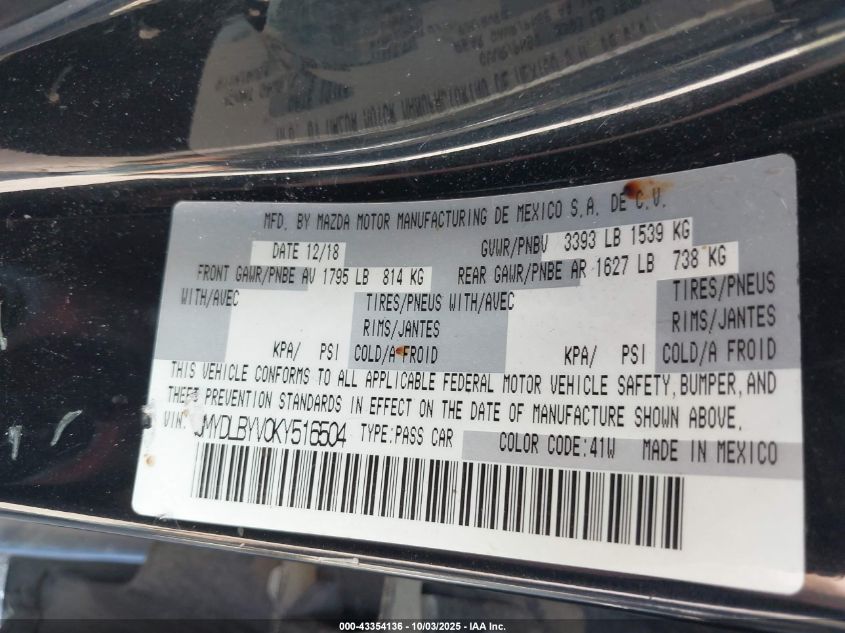 MFD. BY MAZDA MOTOR MANUFACTURING DE MEXICO S.A. DE C.V.
DATE 12/18 GVWR/PNBV 3393 LB 1539 KG
FRONT GAWR/PNBE AV 1795 LB 814 KG REAR GAWR/PNBE AR 1627 LB 738 KG
WITH/AVEC TIRES/PNEUS WITH/AVEC TIRES/PNEUS
RIMS/JANTES RIMS/JANTES
KPA/ PSI COLD/A FROID KPA/ PSI COLD/A FROID
THIS VEHICLE CONFORMS TO ALL APPLICABLE FEDERAL MOTOR VEHICLE SAFETY, BUMPER, AND
THEFT PREVENTION STANDARDS IN EFFECT ON THE DATE OF MANUFACTURE SHOWN ABOVE.
VIN: JMYDLBYV0KY516504 TYPE:PASS CAR COLOR CODE:41W MADE IN MEXICO
000-43354136 - 10/03/2025 - © IAA, Inc.